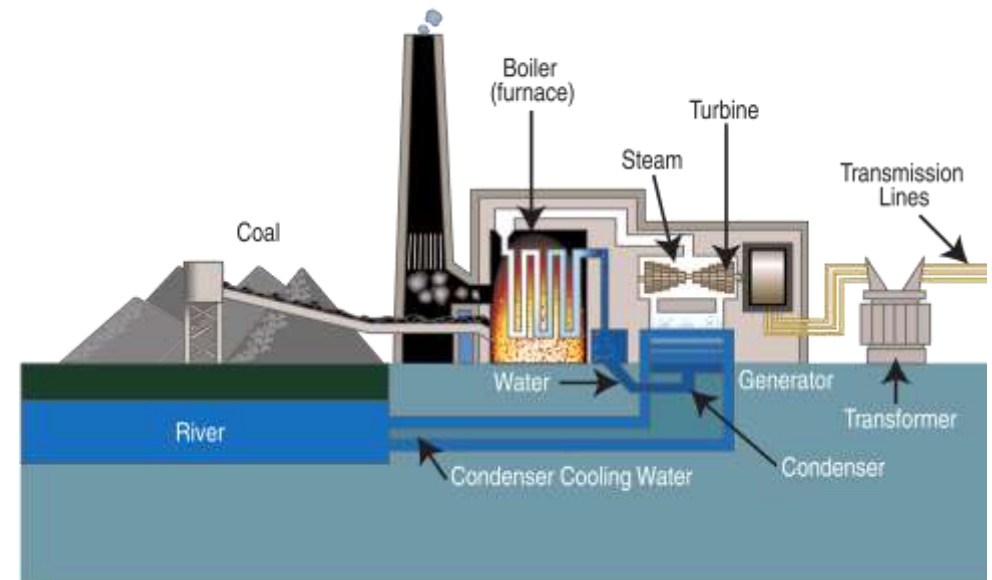 Boiler
(furnace)
Turbine
Steam
Transmission
Lines
Coal
Water
Generator
River
Transformer
Condenser
Condenser Cooling Water